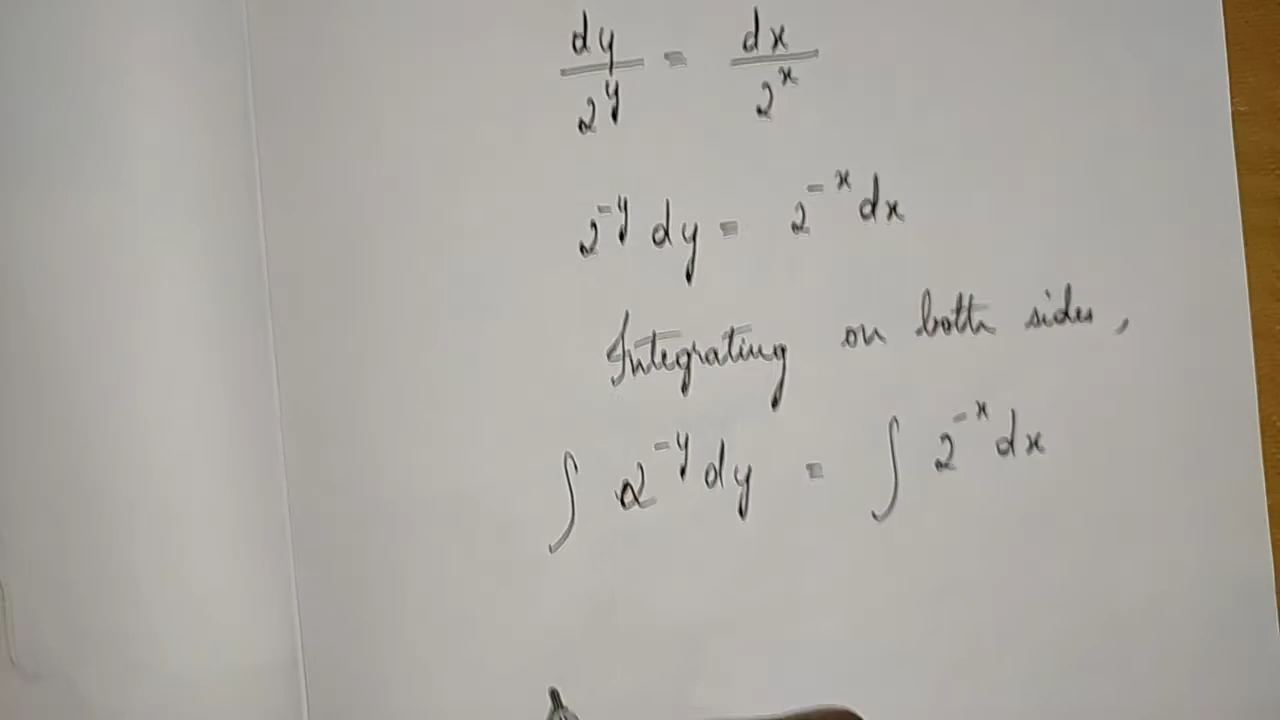 dy/2^y = dx/2^x
2^-y dy = 2^-x dx
Integrating on both sides,
∫ 2^-y dy = ∫ 2^-x dx